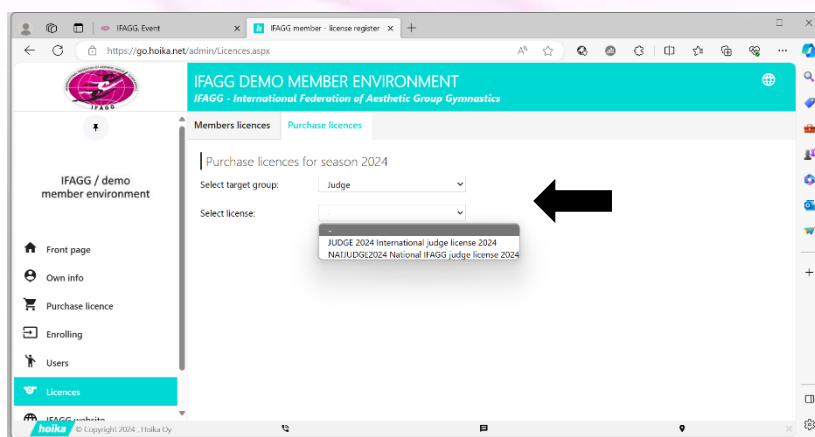 IFAGG. Event
IFAGG member - license register
https://go.hoika.net/admin/Licences.aspx
IFAGG
IFAGG DEMO MEMBER ENVIRONMENT
IFAGG - International Federation of Aesthetic Group Gymnastics
Members licences Purchase licences
IFAGG / demo
member environment
Purchase licences for season 2024
Select target group: Judge
Select license: -
-
JUDGE 2024 International judge license 2024
NATJUDGE2024 National IFAGG judge license 2024
Front page
Own info
Purchase licence
Enrolling
Users
Licences
IFAGG website
hoika © Copyright 2024 , Hoika Oy